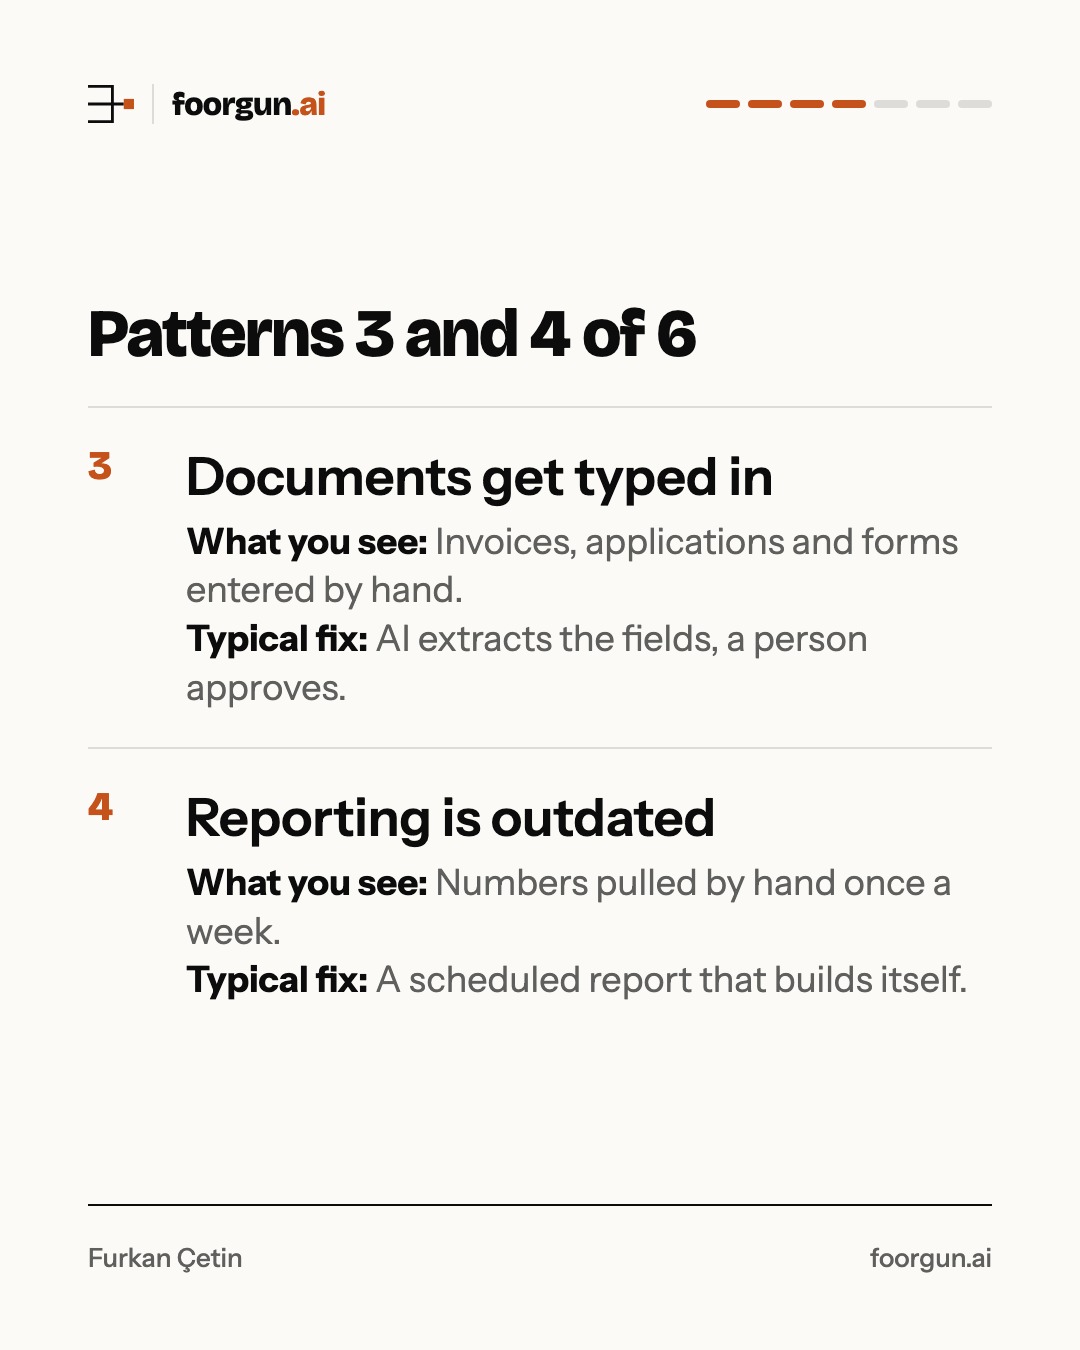 foorgun.ai
Patterns 3 and 4 of 6
3
Documents get typed in
What you see: Invoices, applications and forms
entered by hand.
Typical fix: AI extracts the fields, a person
approves.
4
Reporting is outdated
What you see: Numbers pulled by hand once a
week.
Typical fix: A scheduled report that builds itself.
Furkan Çetin
foorgun.ai